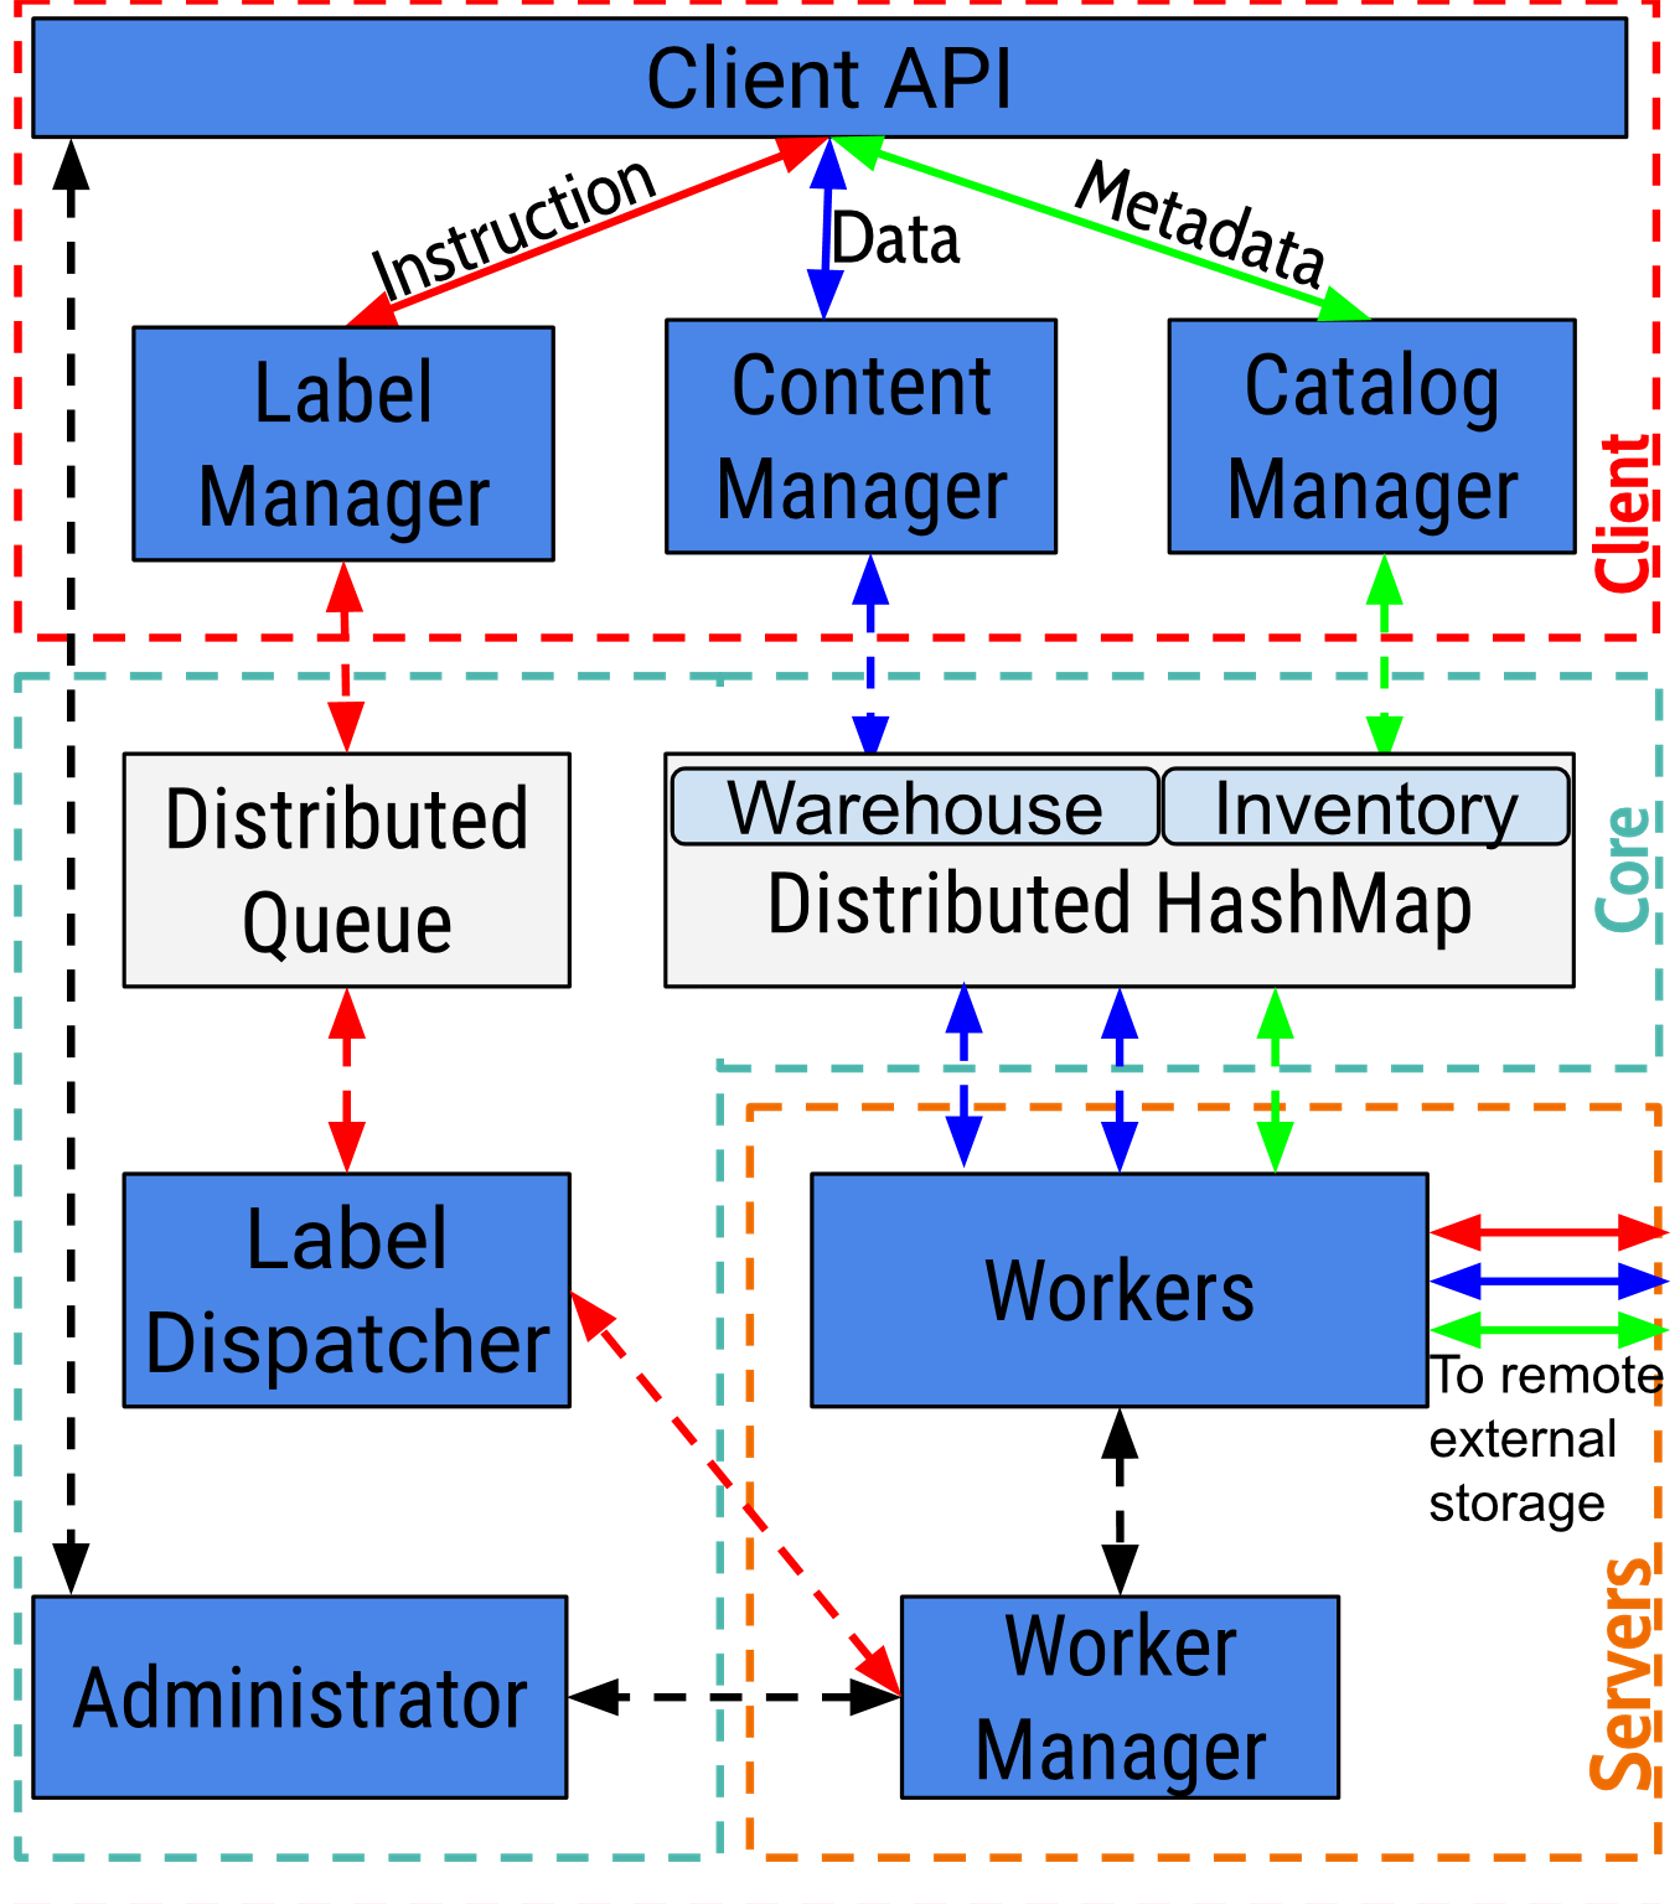 Client API
Instruction
Data
Metadata
Label
Manager
Content
Manager
Catalog
Manager
Client
Distributed
Queue
Warehouse
Inventory
Distributed HashMap
Core
Label
Dispatcher
Workers
To remote
external
storage
Administrator
Worker
Manager
Servers